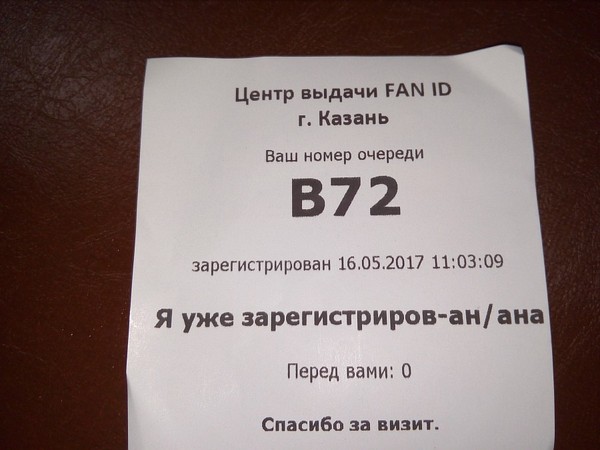 Центр выдачи FAN ID
г. Казань
Ваш номер очереди
В72
зарегистрирован 16.05.2017 11:03:09
Я уже зарегистриров-ан/ана
Перед вами: 0
Спасибо за визит.